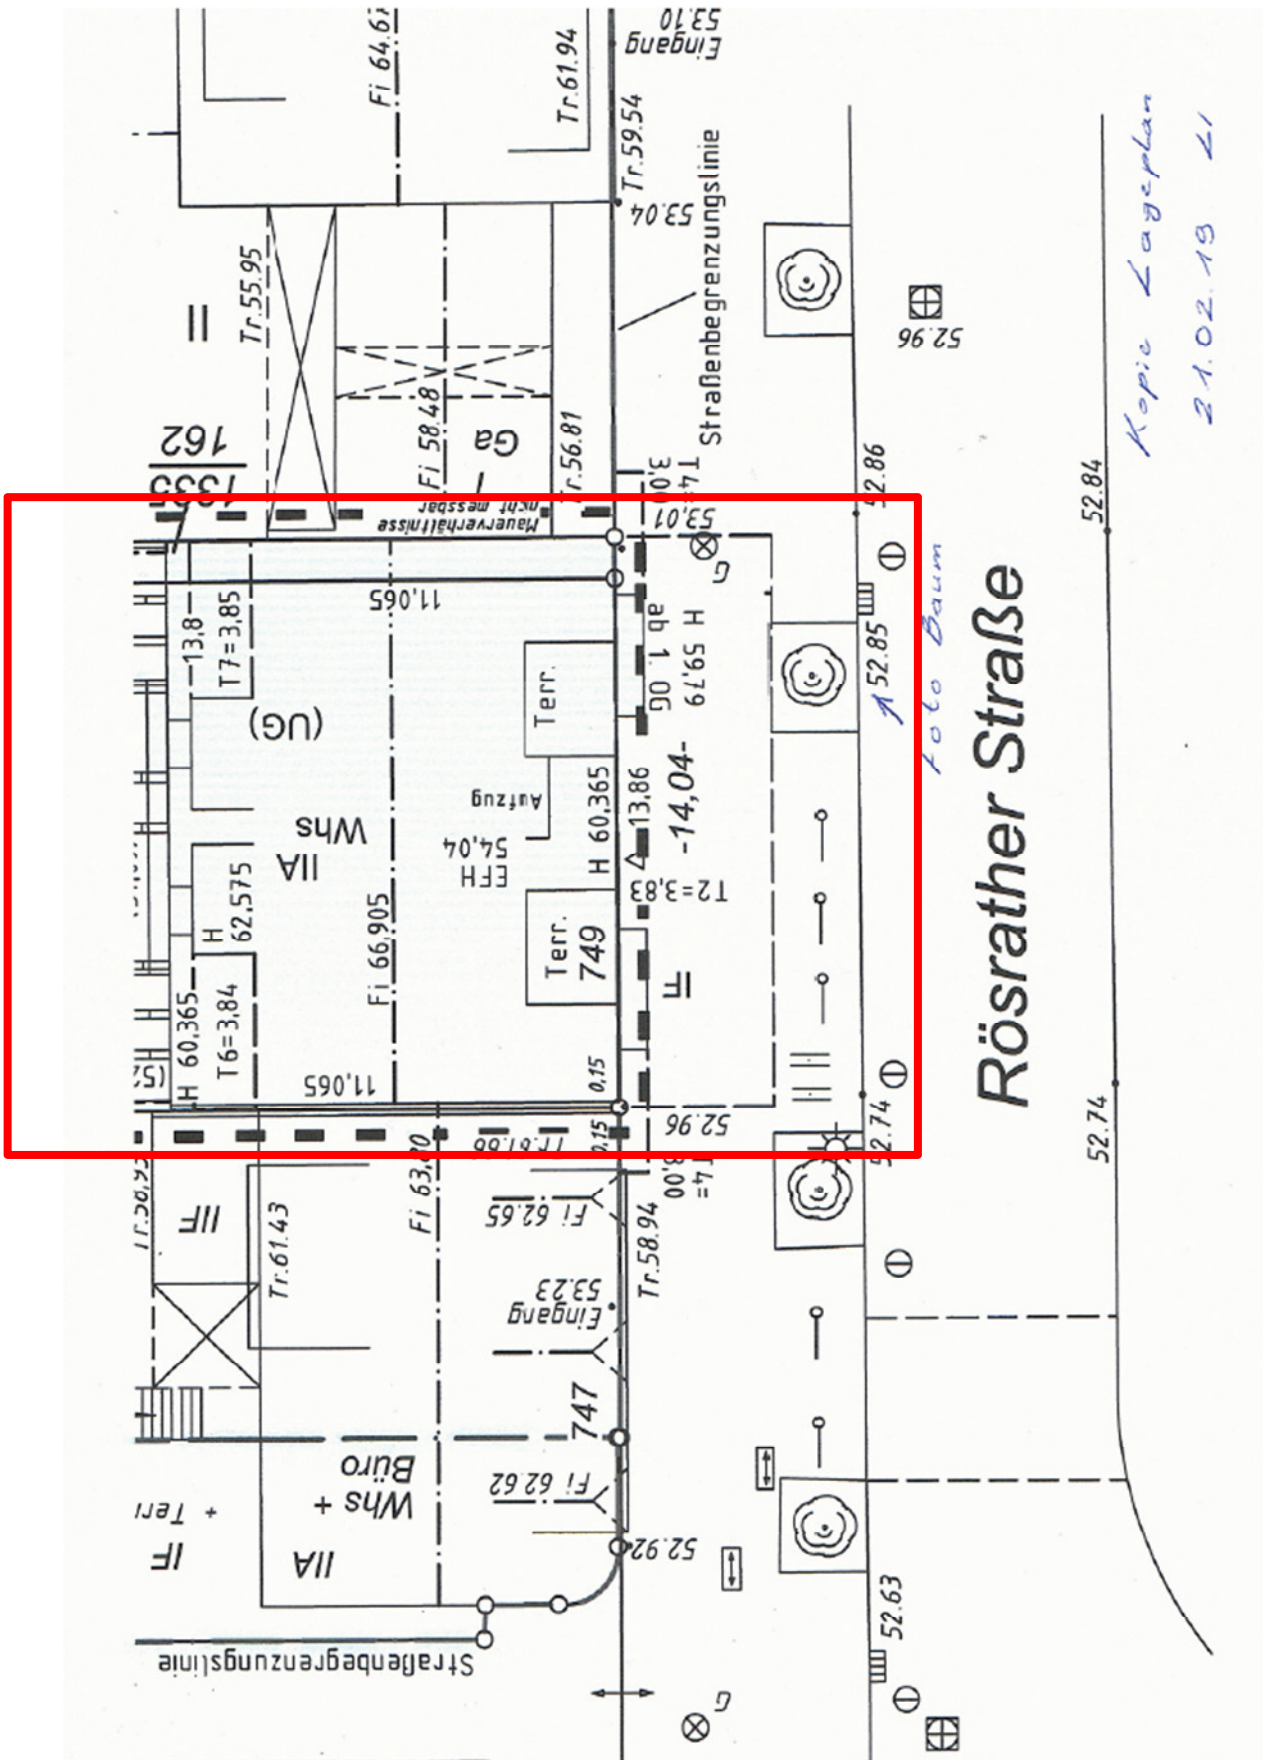 53.10
Eingang
Fi 64.67
Tr.61.94
Tr.59.54
53.04
Straßenbegrenzungslinie
Kopie Lageplan
21.02.19 LI
Tr.55.95
II
52.96
162
1335
Fi 58.48
Ga
Tr.56.81
T4=
3,00
53,01
52.86
52.84
Mauerverhältnisse
nicht messbar
G
11,065
13,8
T7=3,85
(UG)
Terr.
H 59,79
ab 1 OG
52.85
Foto Baum
Rösrather Straße
Aufzug
Whs
IIA
EFH
54,04
H 60,365
13,86
-14,04-
T2=3,83
H
62,575
Fi 66,905
Terr.
749
IF
H 60,365
T6=3,84
11,065
0,15
0,15
52.96
52.74
52.74
Fi 63,80
T4=
3,00
IIF
Tr.61.43
Fi 62.65
Tr.58.94
53.23
Eingang
747
Büro
Whs +
IIA
Fi 62.62
IF
52.92
52.63
Straßenbegrenzungslinie
G